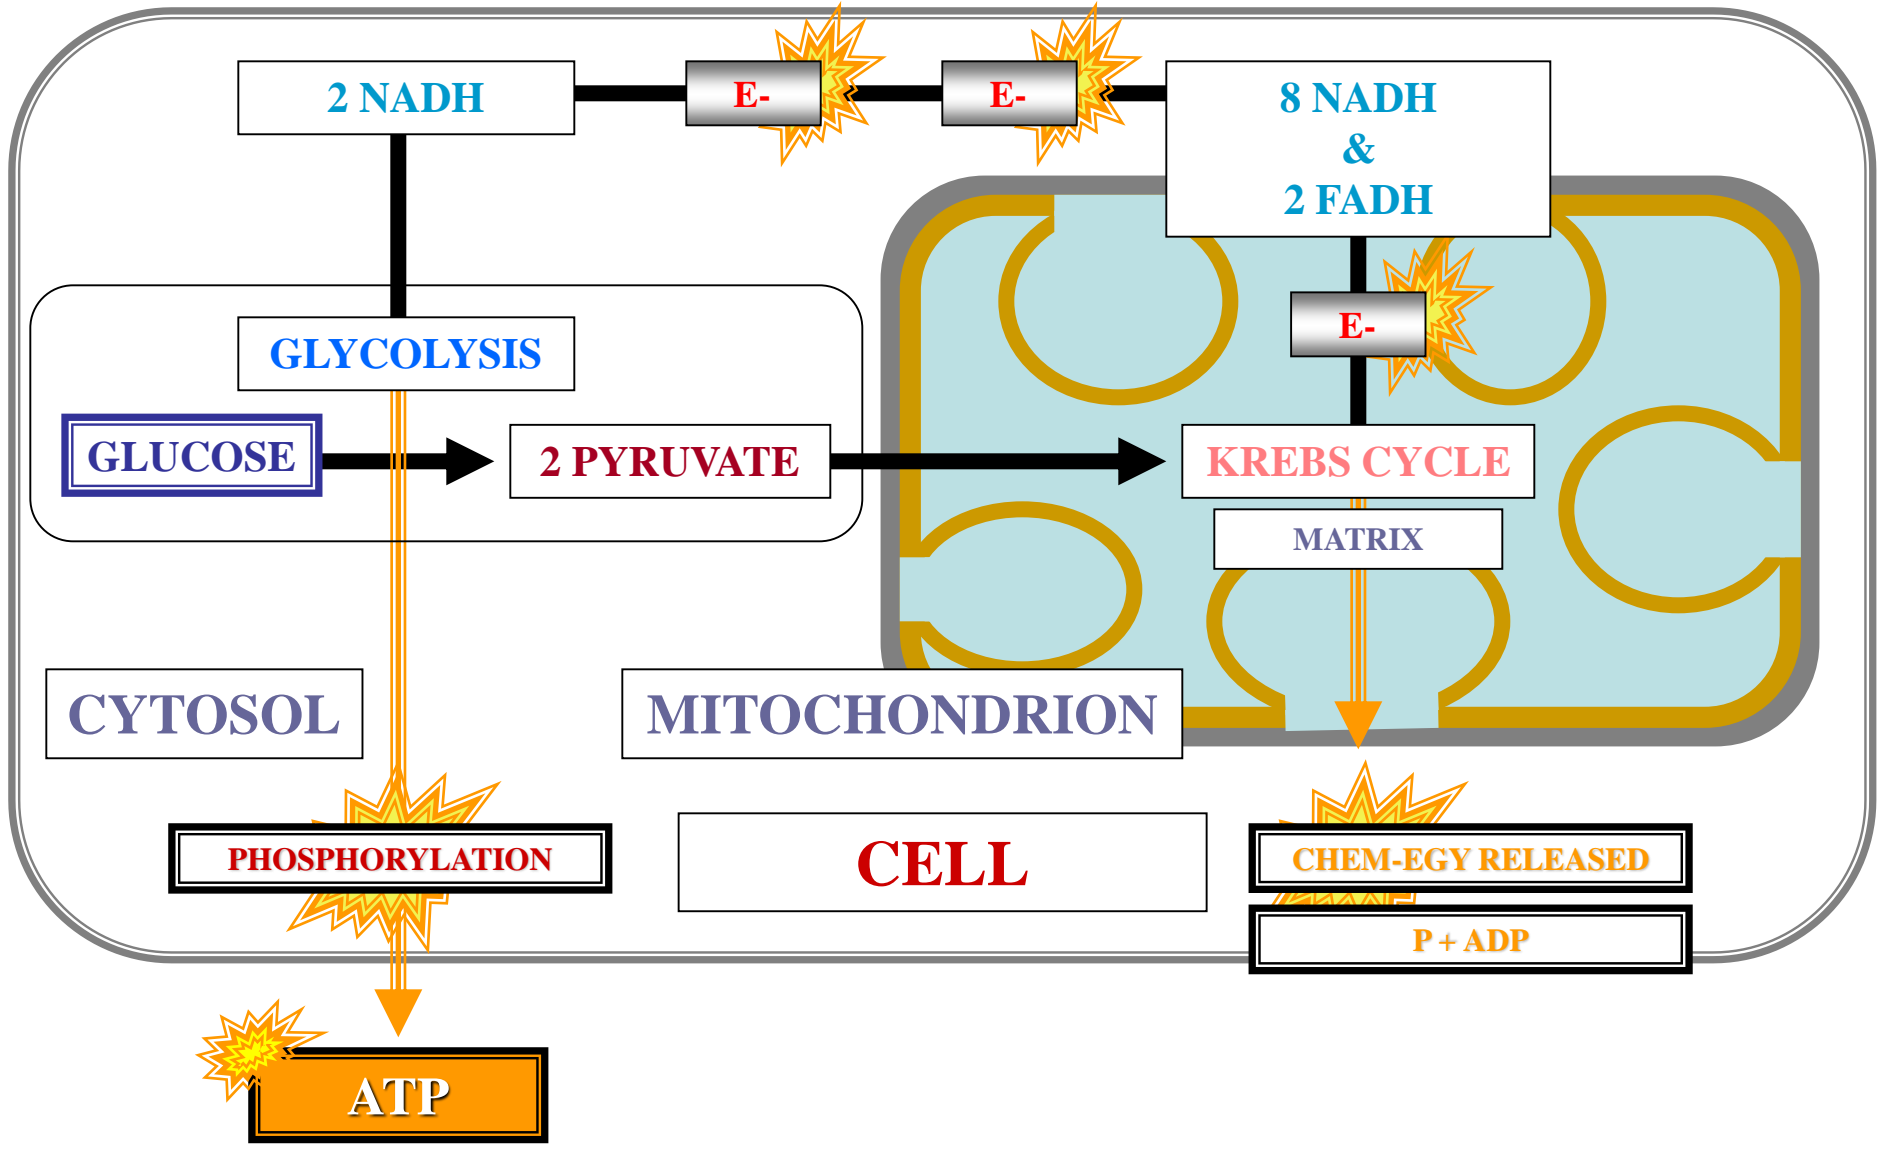 2 NADH
E-
E-
8 NADH
&
2 FADH
E-
GLYCOLYSIS
GLUCOSE
2 PYRUVATE
KREBS CYCLE
MATRIX
CYTOSOL
MITOCHONDRION
PHOSPHORYLATION
CELL
CHEM-EGY RELEASED
P + ADP
ATP